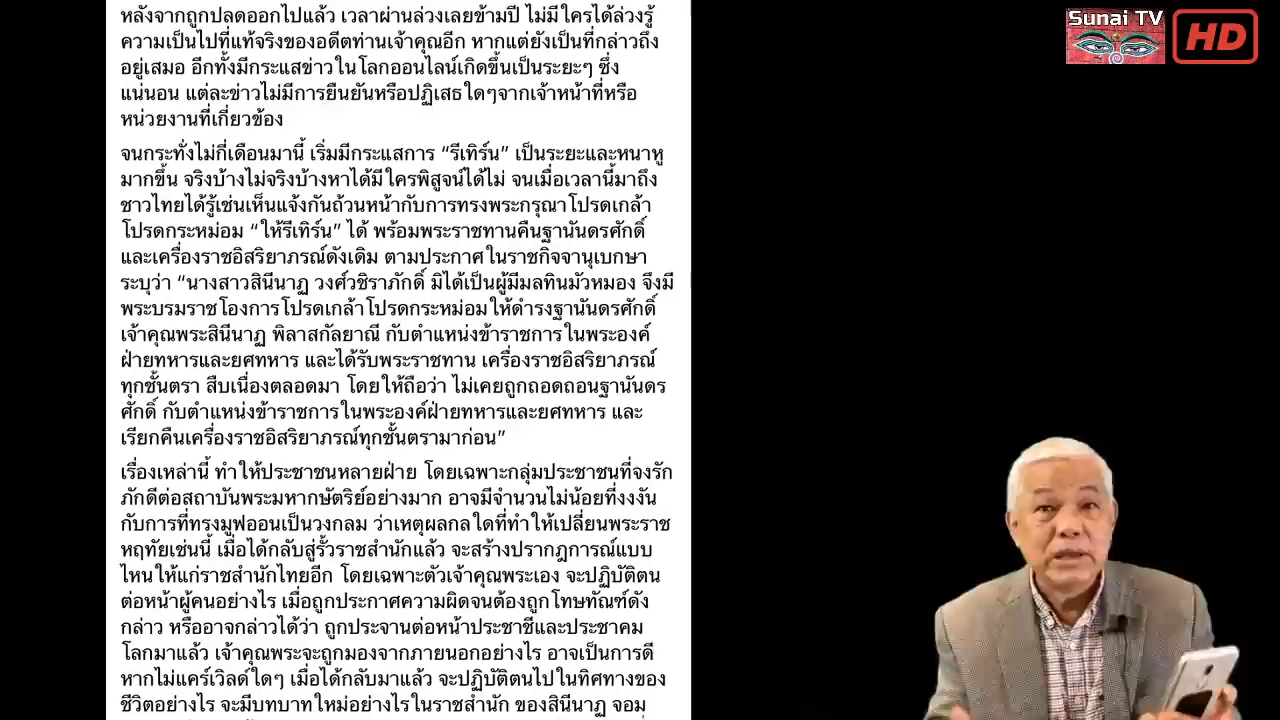 หลังจากถูกปลดออกไปแล้ว เวลาผ่านล่วงเลยข้ามปี ไม่มีใครได้ล่วงรู้
ความเป็นไปที่แท้จริงของอดีตท่านเจ้าคุณอีก หากแต่ยังเป็นที่กล่าวถึง
อยู่เสมอ อีกทั้งมีกระแสข่าวในโลกออนไลน์เกิดขึ้นเป็นระยะๆ ซึ่ง
แน่นอน แต่ละข่าวไม่มีการยืนยันหรือปฏิเสธใดๆจากเจ้าหน้าที่หรือ
หน่วยงานที่เกี่ยวข้อง
จนกระทั่งไม่กี่เดือนมานี้ เริ่มมีกระแสการ “รีเทิร์น” เป็นระยะและหนาหู
มากขึ้น จริงบ้างไม่จริงบ้างหาได้มีใครพิสูจน์ได้ไม่ จนเมื่อเวลานี้มาถึง
ชาวไทยได้รู้เช่นเห็นแจ้งกันถ้วนหน้ากับการทรงพระกรุณาโปรดเกล้า
โปรดกระหม่อม “ให้รีเทิร์น” ได้ พร้อมพระราชทานคืนฐานันดรศักดิ์
และเครื่องราชอิสริยาภรณ์ดังเดิม ตามประกาศในราชกิจจานุเบกษา
ระบุว่า “นางสาวสินีนาฏ วงศ์วชิราภักดิ์ มิได้เป็นผู้มีมลทินมัวหมอง จึงมี
พระบรมราชโองการโปรดเกล้าโปรดกระหม่อมให้ดำรงฐานันดรศักดิ์
เจ้าคุณพระสินีนาฏ พิลาสกัลยาณี กับตำแหน่งข้าราชการในพระองค์
ฝ่ายทหารและยศทหาร และได้รับพระราชทาน เครื่องราชอิสริยาภรณ์
ทุกชั้นตรา สืบเนื่องตลอดมา โดยให้ถือว่า ไม่เคยถูกถอดถอนฐานันดร
ศักดิ์ กับตำแหน่งข้าราชการในพระองค์ฝ่ายทหารและยศทหาร และ
เรียกคืนเครื่องราชอิสริยาภรณ์ทุกชั้นตรามาก่อน”
เรื่องเหล่านี้ ทำให้ประชาชนหลายฝ่าย โดยเฉพาะกลุ่มประชาชนที่จงรัก
ภักดีต่อสถาบันพระมหากษัตริย์อย่างมาก อาจมีจำนวนไม่น้อยที่งงงัน
กับการที่ทรงมูฟออนเป็นวงกลม ว่าเหตุผลกลใดที่ทำให้เปลี่ยนพระราช
หฤทัยเช่นนี้ เมื่อได้กลับสู่รั้วราชสำนักแล้ว จะสร้างปรากฎการณ์แบบ
ไหนให้แก่ราชสำนักไทยอีก โดยเฉพาะตัวเจ้าคุณพระเอง จะปฏิบัติตน
ต่อหน้าผู้คนอย่างไร เมื่อถูกประกาศความผิดจนต้องถูกโทษทัณฑ์ดัง
กล่าว หรืออาจกล่าวได้ว่า ถูกประจานต่อหน้าประชาชีและประชาคม
โลกมาแล้ว เจ้าคุณพระจะถูกมองจากภายนอกอย่างไร อาจเป็นการดี
หากไม่แคร์เวิลด์ใดๆ เมื่อได้กลับมาแล้ว จะปฏิบัติตนไปในทิศทางของ
ชีวิตอย่างไร จะมีบทบาทใหม่อย่างไรในราชสำนัก ของสินีนาฏ จอม
Sunai TV
HD